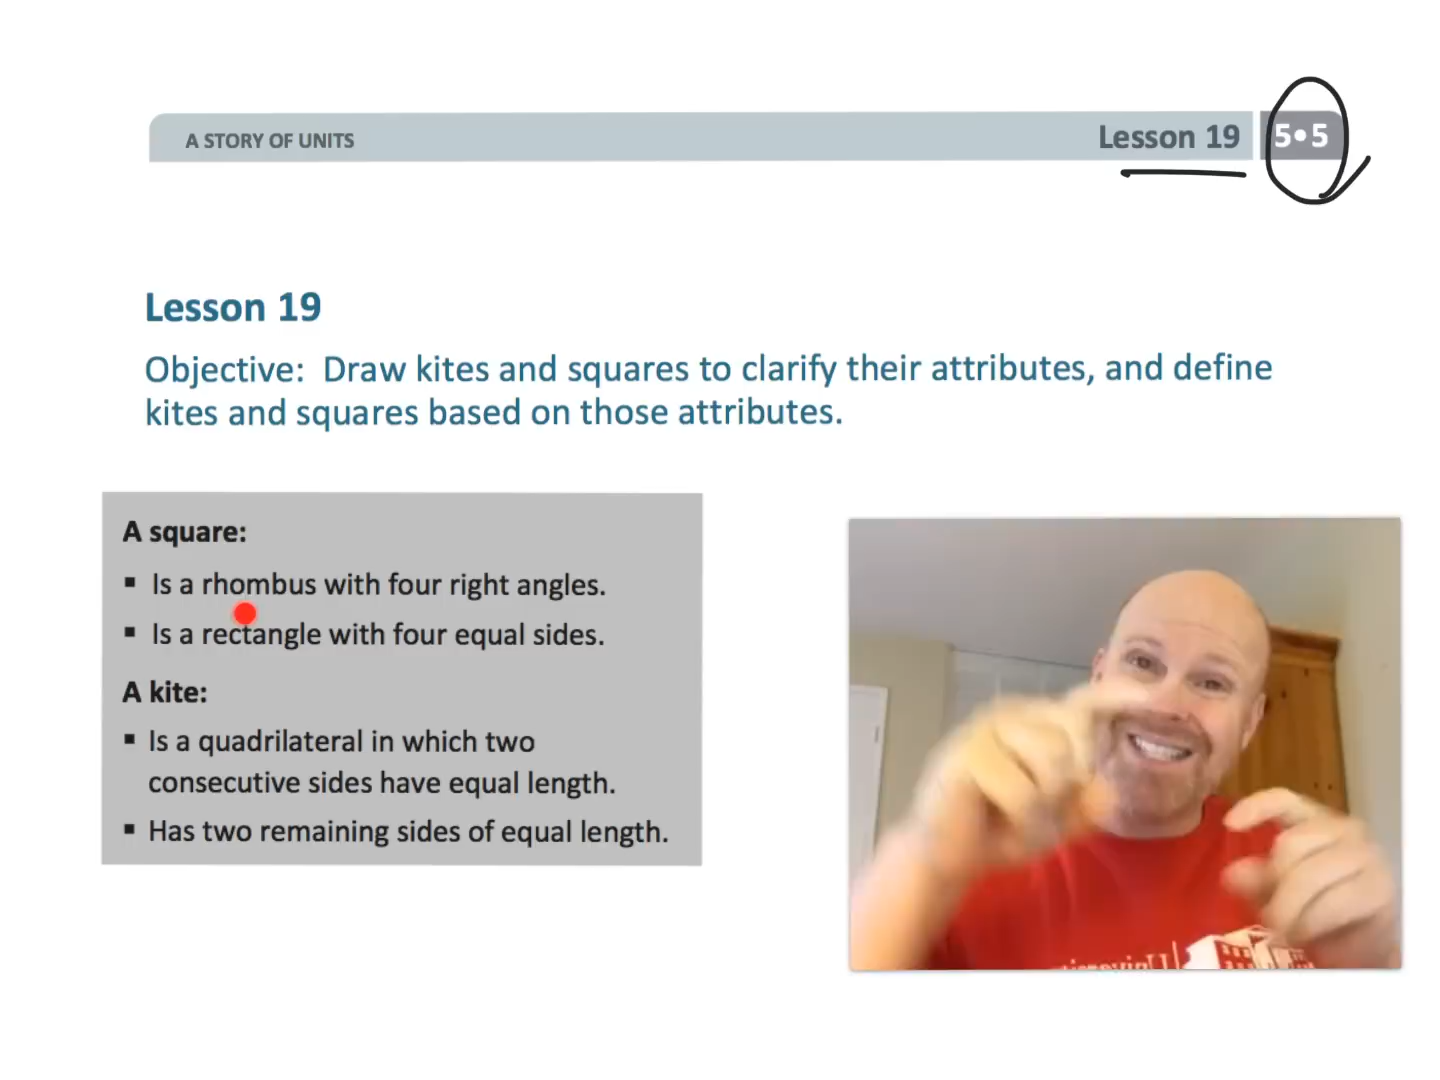 A STORY OF UNITS
Lesson 19
5•5
Lesson 19
Objective: Draw kites and squares to clarify their attributes, and define
kites and squares based on those attributes.
A square:
▪ Is a rhombus with four right angles.
▪ Is a rectangle with four equal sides.
A kite:
▪ Is a quadrilateral in which two
consecutive sides have equal length.
▪ Has two remaining sides of equal length.